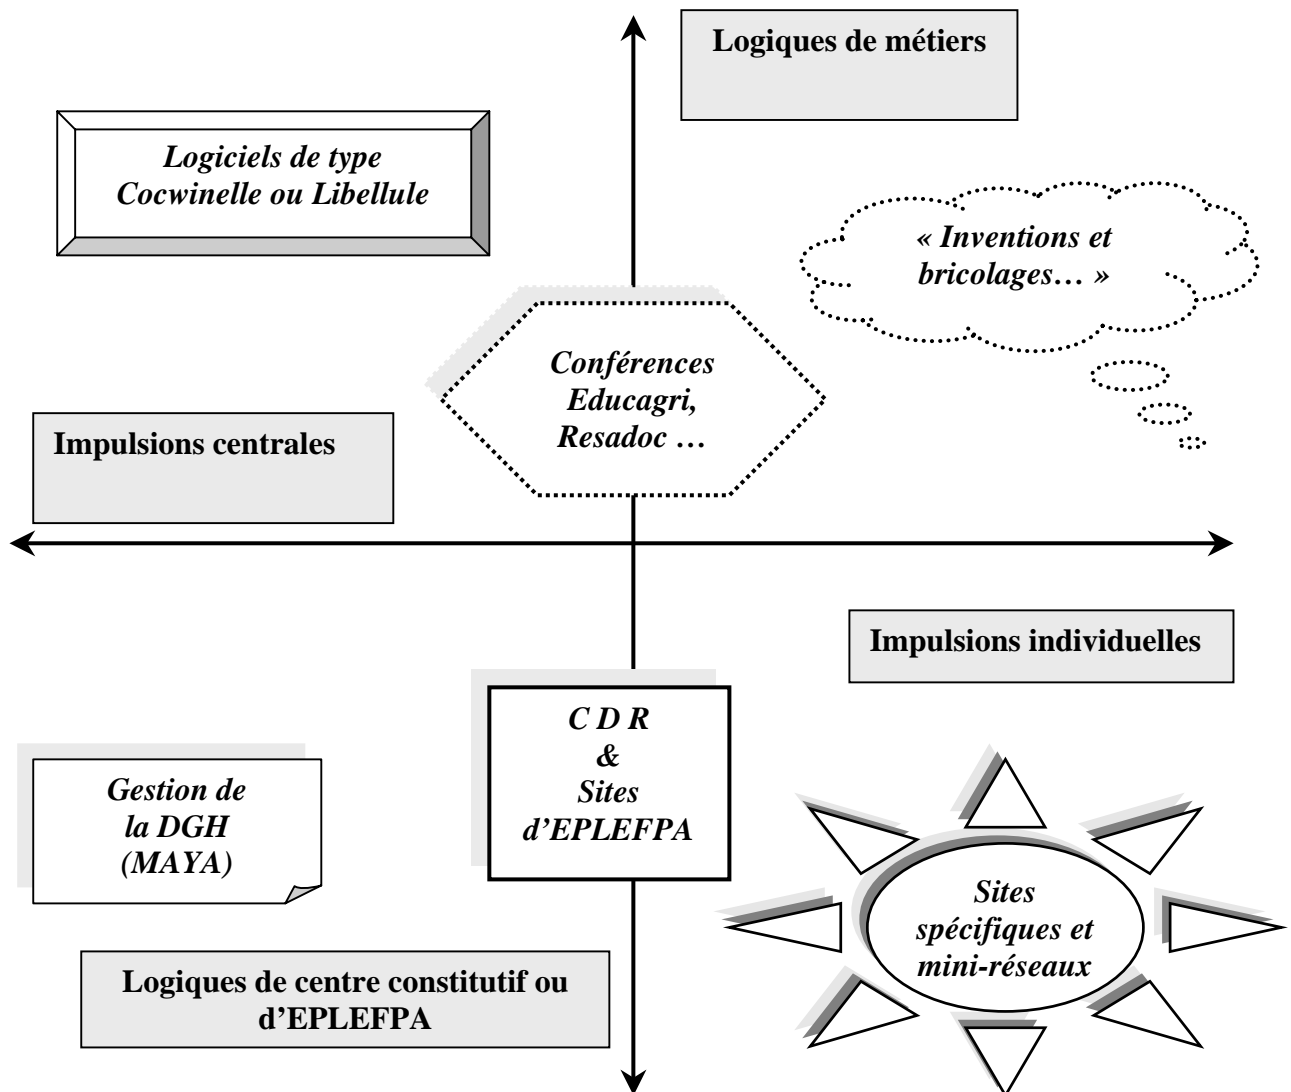 Logiques de métiers
Logiciels de type
Cocwinelle ou Libellule
« Inventions et
bricolages… »
Conférences
Educagri,
Resadoc …
Impulsions centrales
Impulsions individuelles
C D R
&
Sites
d’EPLEFPA
Gestion de
la DGH
(MAYA)
Sites
spécifiques et
mini-réseaux
Logiques de centre constitutif ou
d’EPLEFPA